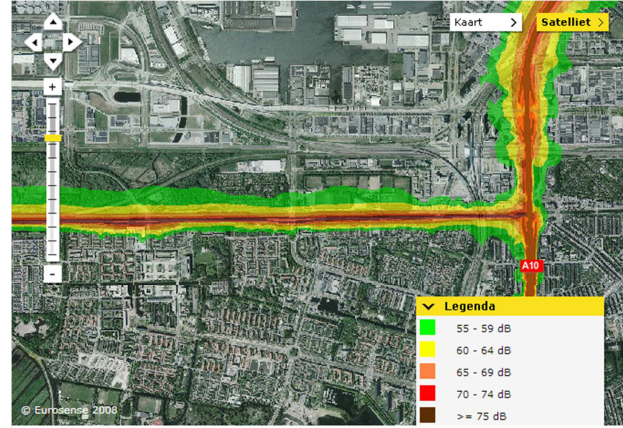 Kaart >
Satelliet >
+
-
A10
Legenda
55 - 59 dB
60 - 64 dB
65 - 69 dB
70 - 74 dB
>= 75 dB
© Eurosense 2008